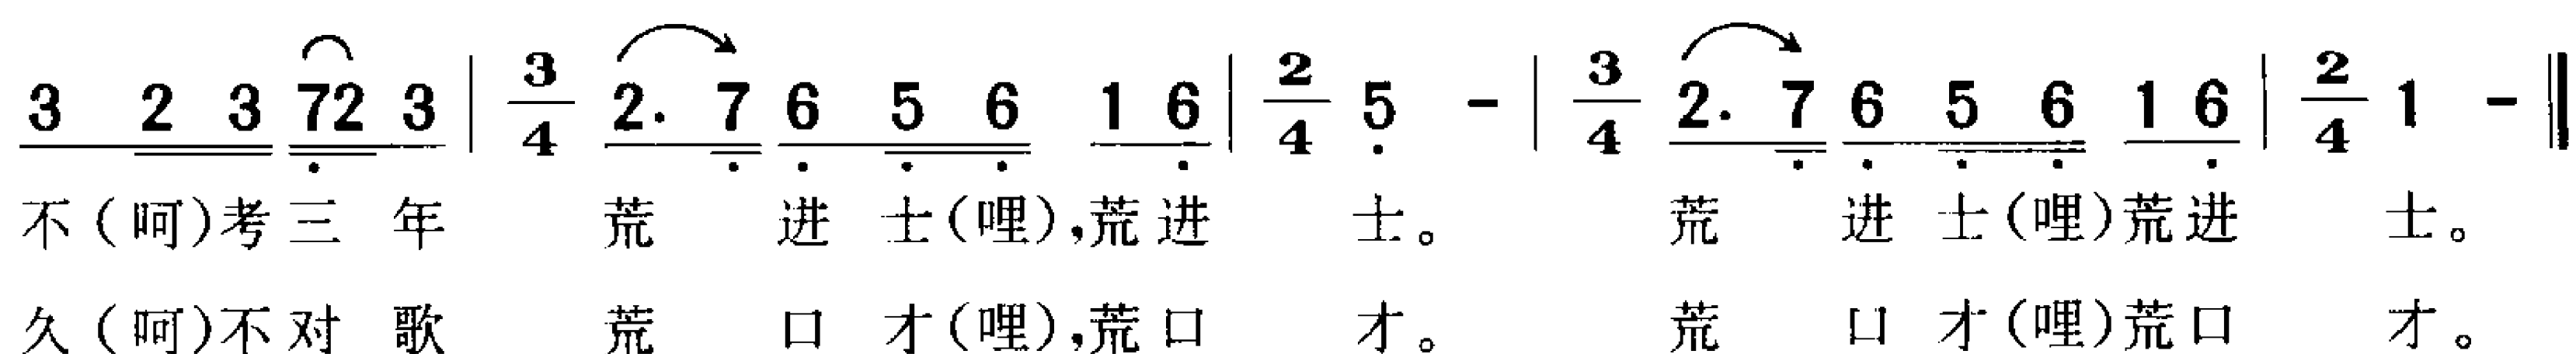 3 2 3 72 3 | 3/4 2. 7 6 5 6 1 6 | 2/4 5 - | 3/4 2. 7 6 5 6 1 6 | 2/4 1 - ‖
不(呵)考三 年 荒 进 士(哩),荒进 士。 荒 进 士(哩)荒进 士。
久(呵)不对 歌 荒 口 才(哩),荒口 才。 荒 口 才(哩)荒口 才。